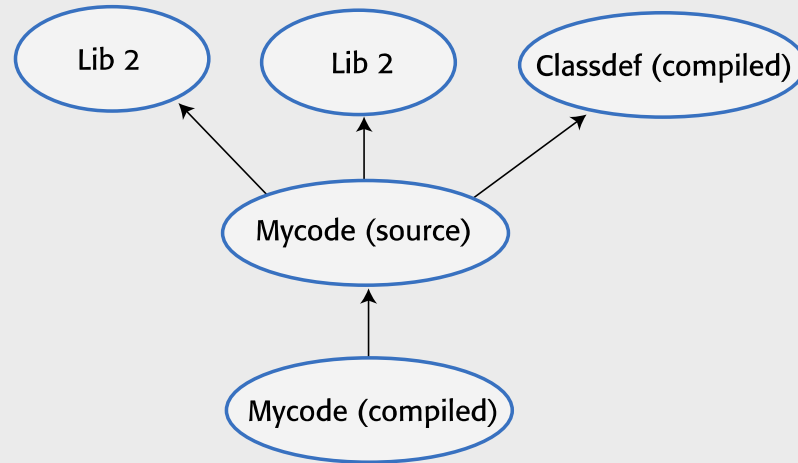 Lib 2
Lib 2
Classdef (compiled)
Mycode (source)
Mycode (compiled)